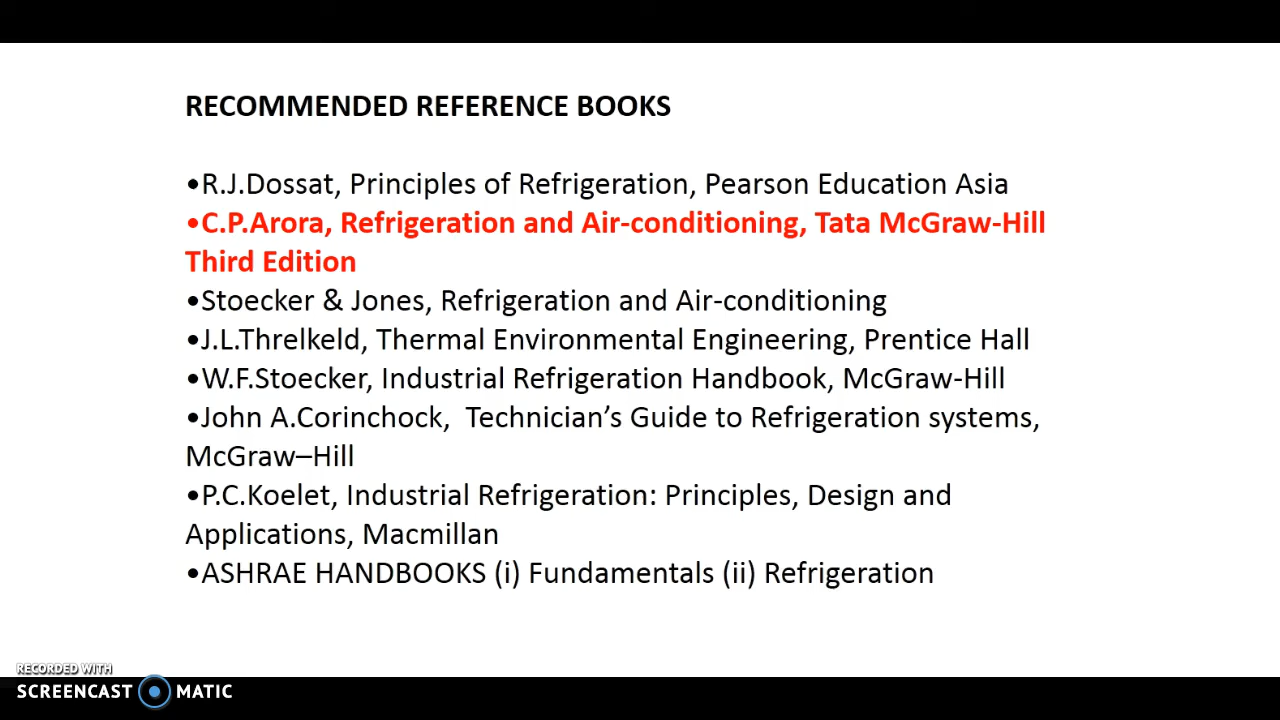 RECOMMENDED REFERENCE BOOKS
•R.J.Dossat, Principles of Refrigeration, Pearson Education Asia
•C.P.Arora, Refrigeration and Air-conditioning, Tata McGraw-Hill
Third Edition
•Stoecker & Jones, Refrigeration and Air-conditioning
•J.L.Threlkeld, Thermal Environmental Engineering, Prentice Hall
•W.F.Stoecker, Industrial Refrigeration Handbook, McGraw-Hill
•John A.Corinchock,  Technician’s Guide to Refrigeration systems,
McGraw–Hill
•P.C.Koelet, Industrial Refrigeration: Principles, Design and
Applications, Macmillan
•ASHRAE HANDBOOKS (i) Fundamentals (ii) Refrigeration
RECORDED WITH
SCREENCAST MATIC